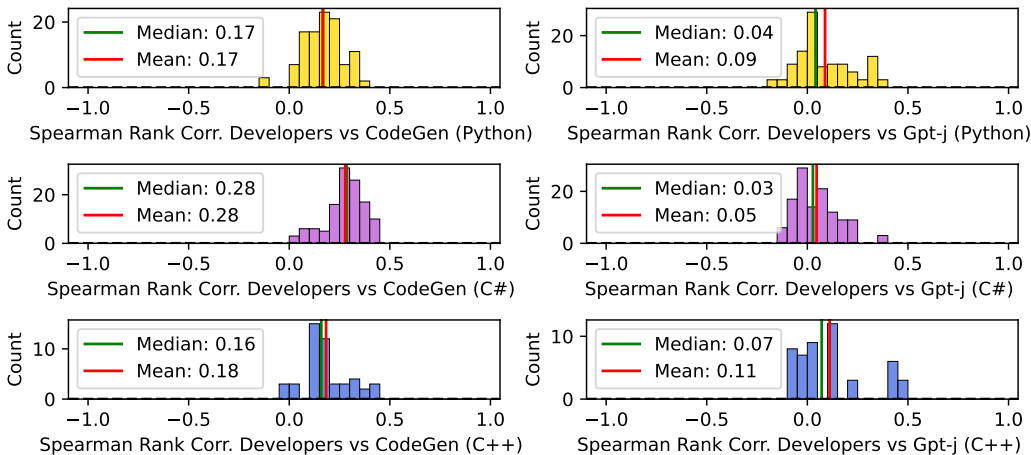 Count
20
0
Median: 0.17
Mean: 0.17
−1.0 −0.5 0.0 0.5 1.0
Spearman Rank Corr. Developers vs CodeGen (Python)
Count
20
0
Median: 0.04
Mean: 0.09
−1.0 −0.5 0.0 0.5 1.0
Spearman Rank Corr. Developers vs Gpt-j (Python)
Count
20
0
Median: 0.28
Mean: 0.28
−1.0 −0.5 0.0 0.5 1.0
Spearman Rank Corr. Developers vs CodeGen (C#)
Count
20
0
Median: 0.03
Mean: 0.05
−1.0 −0.5 0.0 0.5 1.0
Spearman Rank Corr. Developers vs Gpt-j (C#)
Count
10
0
Median: 0.16
Mean: 0.18
−1.0 −0.5 0.0 0.5 1.0
Spearman Rank Corr. Developers vs CodeGen (C++)
Count
10
0
Median: 0.07
Mean: 0.11
−1.0 −0.5 0.0 0.5 1.0
Spearman Rank Corr. Developers vs Gpt-j (C++)